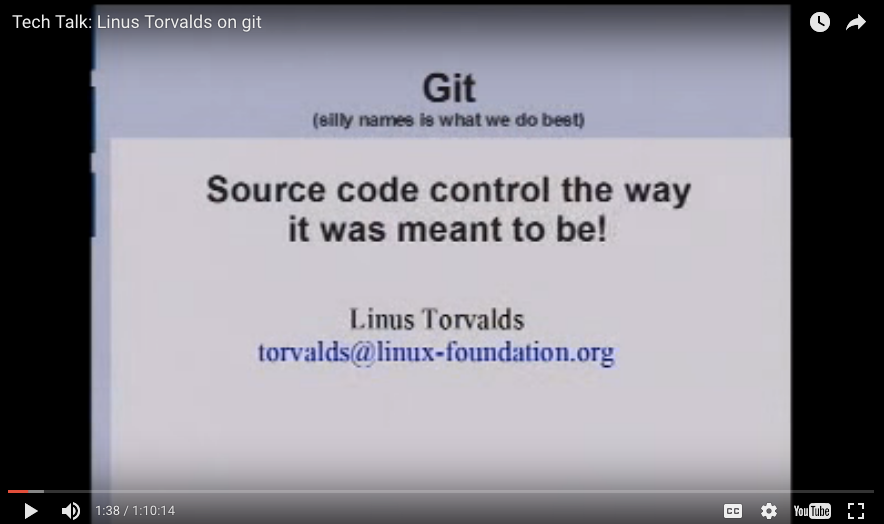 Tech Talk: Linus Torvalds on git
Git
(silly names is what we do best)
Source code control the way
it was meant to be!
Linus Torvalds
torvalds@linux-foundation.org
1:38 / 1:10:14
CC
YouTube